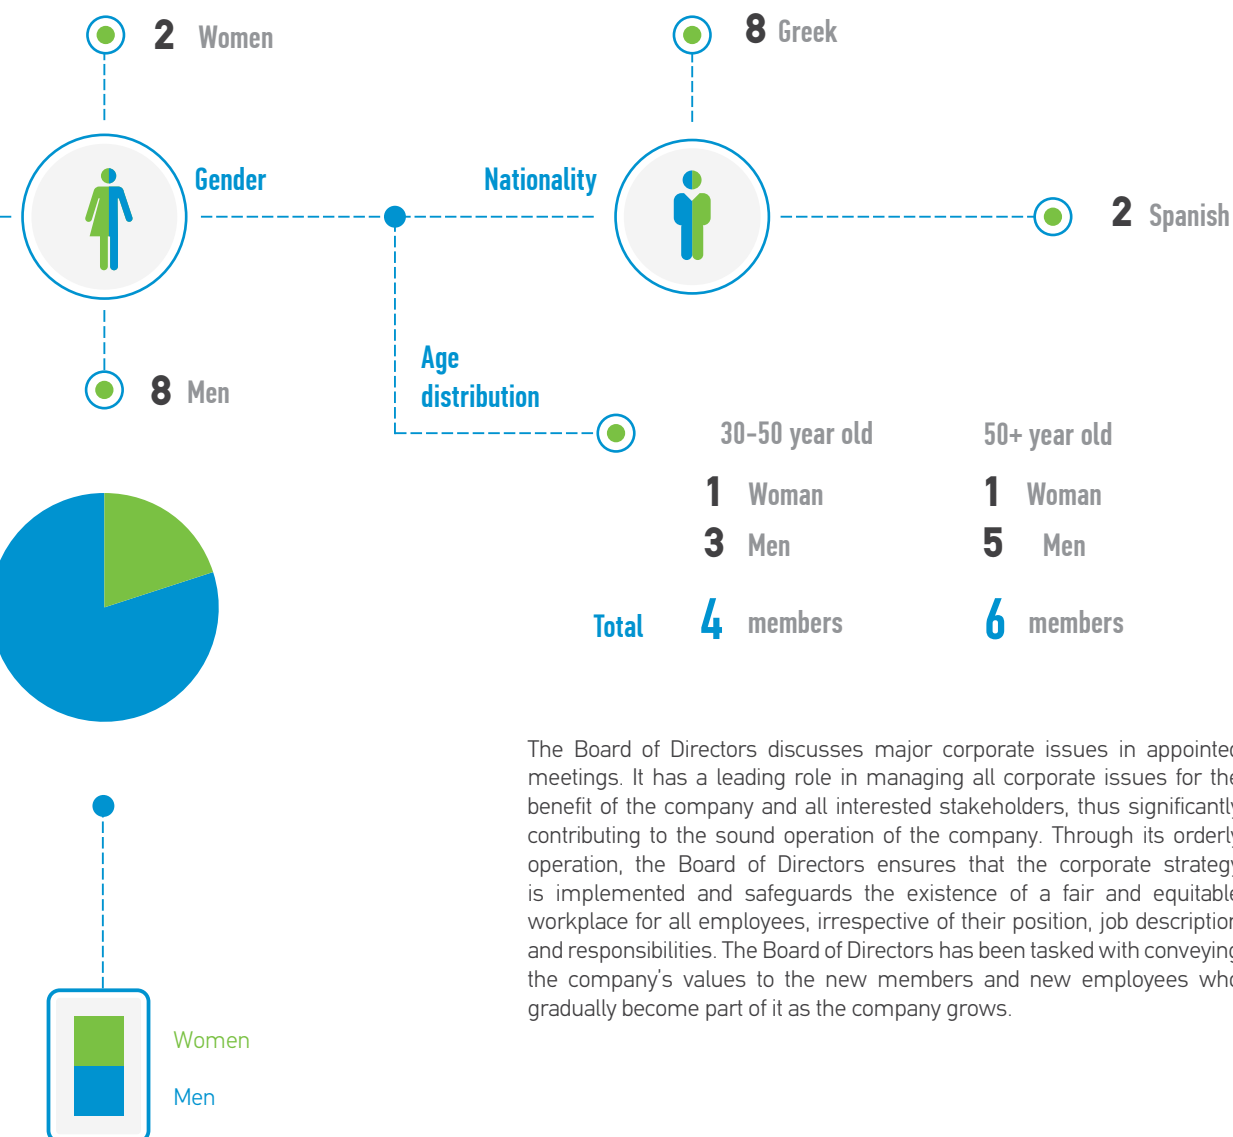 2 Women
8 Greek
Gender
Nationality
2 Spanish
8 Men
Age
distribution
30-50 year old
50+ year old
1 Woman
1 Woman
3 Men
5 Men
Total
4 members
6 members
The Board of Directors discusses major corporate issues in appointed
meetings. It has a leading role in managing all corporate issues for the
benefit of the company and all interested stakeholders, thus significantly
contributing to the sound operation of the company. Through its orderly
operation, the Board of Directors ensures that the corporate strategy
is implemented and safeguards the existence of a fair and equitable
workplace for all employees, irrespective of their position, job description
and responsibilities. The Board of Directors has been tasked with conveying
the company's values to the new members and new employees who
gradually become part of it as the company grows.
Women
Men